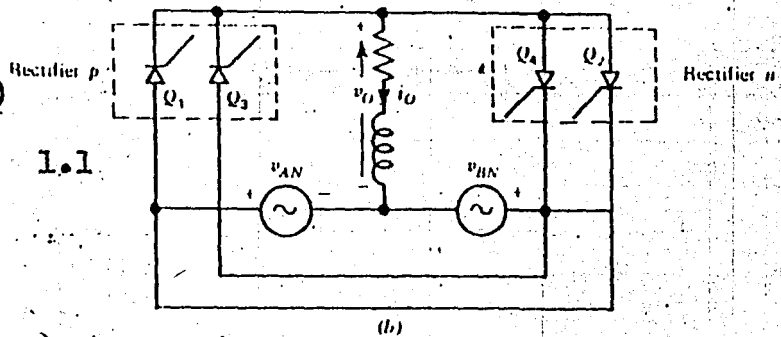 Rectifier p
Q1
Q3
+
vO
iO
-
Q4
Q2
Rectifier n
1.1
+
vAN
-
vBN
+
(b)